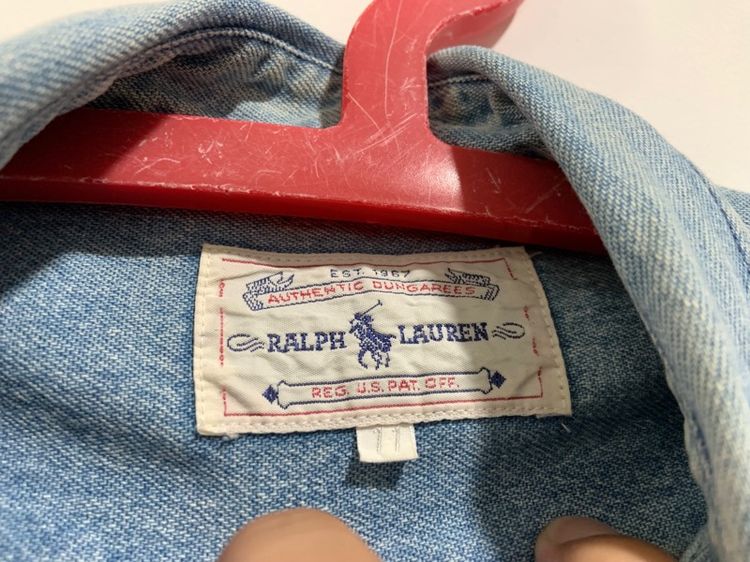 EST. 1967
AUTHENTIC DUNGAREES
RALPH LAUREN
REG. U.S. PAT. OFF.
11